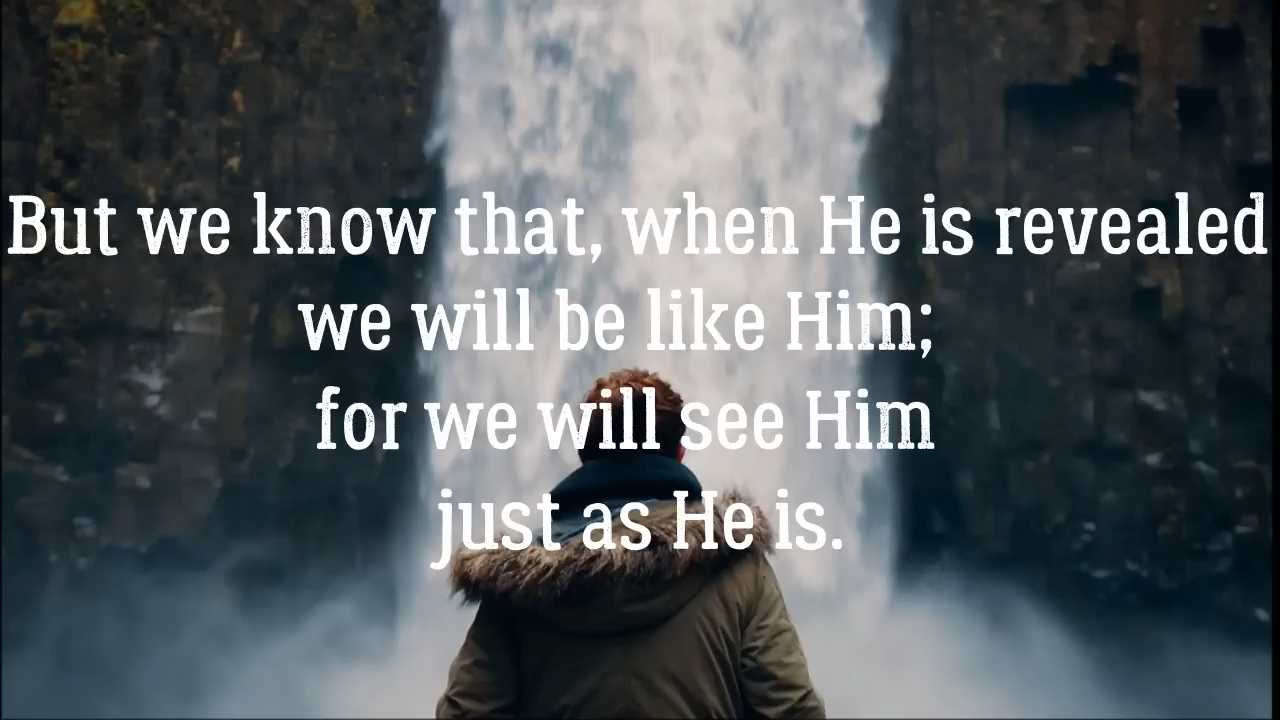 But we know that, when He is revealed
we will be like Him;
for we will see Him
just as He is.